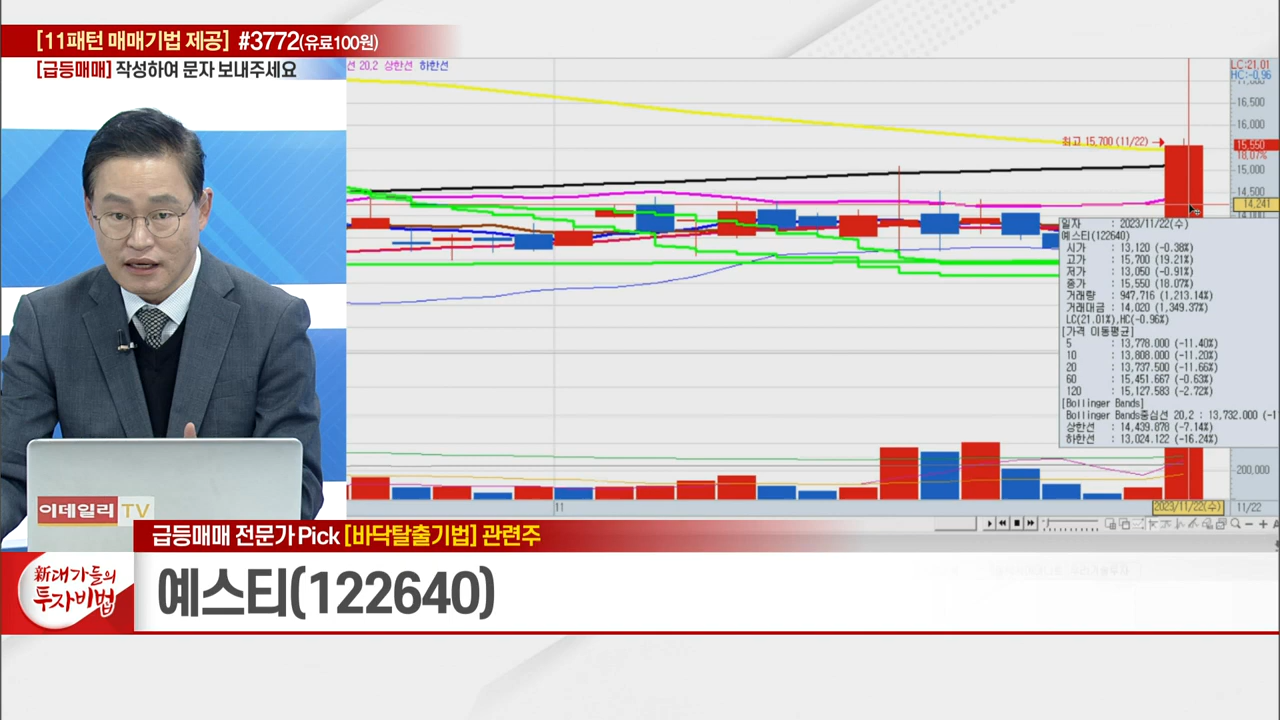 [11패턴 매매기법 제공] #3772(유료100원)
[급등매매] 작성하여 문자 보내주세요
선 20,2 상한선 하한선
LC:21.01
HC:-0.96
17,000
16,500
16,000
최고 15,700 (11/22)
15,550
18.07%
15,000
14,500
14,241
14,000
일자 : 2023/11/22(수)
예스티(122640)
시가 : 13,120 (-0.38%)
고가 : 15,700 (19.21%)
저가 : 13,050 (-0.91%)
종가 : 15,550 (18.07%)
거래량 : 947,716 (1,213.14%)
거래대금 : 14,020 (1,349.37%)
LC(21.01%),HC(-0.96%)
[가격 이동평균]
5 : 13,778.000 (-11.40%)
10 : 13,808.000 (-11.20%)
20 : 13,737.500 (-11.66%)
60 : 15,451.667 (-0.63%)
120 : 15,127.583 (-2.72%)
[Bollinger Bands]
Bollinger Bands중심선 20,2 : 13,732.000 (-1
상한선 : 14,439.878 (-7.14%)
하한선 : 13,024.122 (-16.24%)
200,000
11
2023/11/22(수)
11/22
이데일리 TV
급등매매 전문가 Pick [바닥탈출기법] 관련주
新대가들의
투자비법
예스티(122640)